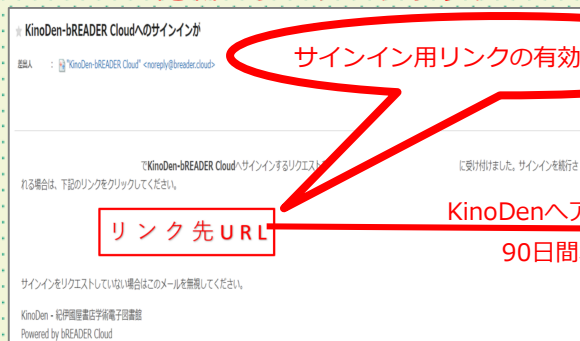 KinoDen-bREADER Cloudへのサインインが
サインイン用リンクの有効
差出人 : "KinoDen-bREADER Cloud" <noreply@breader.cloud>
でKinoDen-bREADER Cloudへサインインするリクエスト
に受け付けました。サインインを続行さ
れる場合は、下記のリンクをクリックしてください。
リンク先URL
KinoDenへア
90日間
サインインをリクエストしていない場合はこのメールを無視してください。
KinoDen - 紀伊國屋書店学術電子図書館
Powered by bREADER Cloud